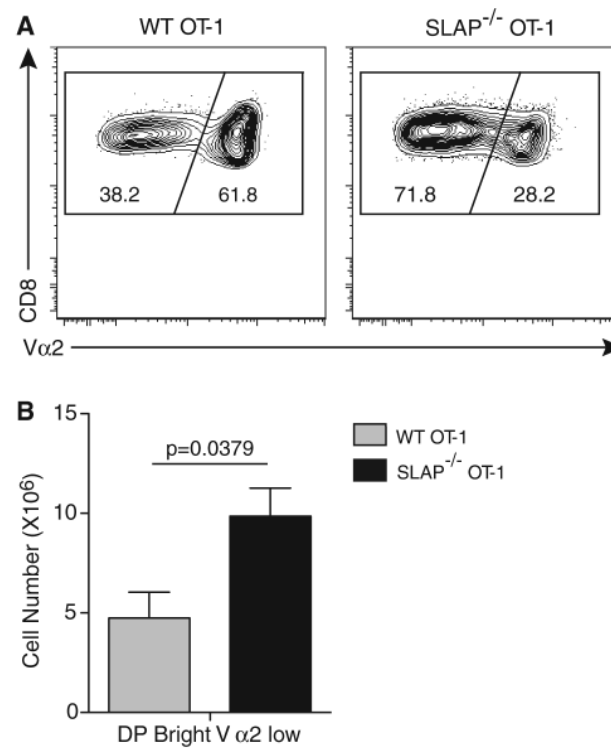 A
WT OT-1
SLAP-/- OT-1
38.2
61.8
71.8
28.2
CD8
Vα2
B
15
10
5
0
Cell Number (X10⁶)
p=0.0379
WT OT-1
SLAP-/- OT-1
DP Bright V α2 low